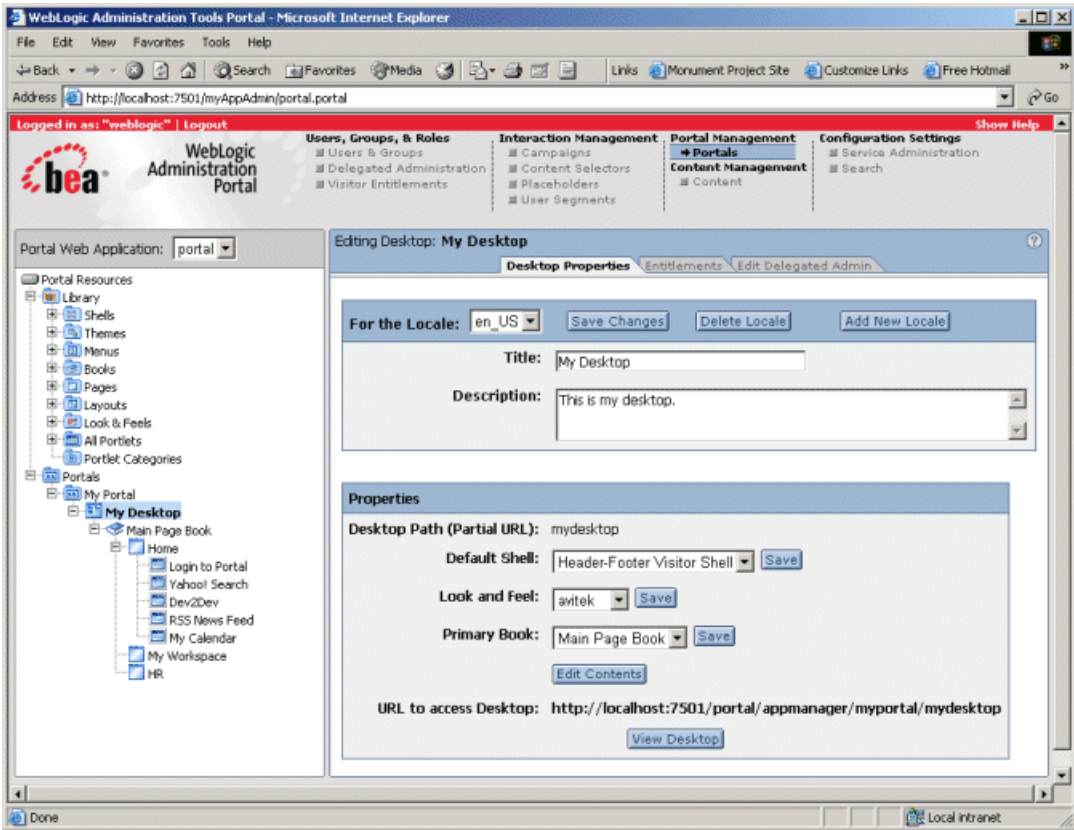 WebLogic Administration Tools Portal - Microsoft Internet Explorer
File Edit View Favorites Tools Help
Back Search Favorites Media Links Monument Project Site Customize Links Free Hotmail »
Address http://localhost:7501/myAppAdmin/portal.portal Go
Logged in as: "weblogic" | Logout Show Help
bea WebLogic Administration Portal
Users, Groups, & Roles
Users & Groups
Delegated Administration
Visitor Entitlements
Interaction Management
Campaigns
Content Selectors
Placeholders
User Segments
Portal Management
Portals
Content Management
Content
Configuration Settings
Service Administration
Search
Portal Web Application: portal
Portal Resources
Library
Shells
Themes
Menus
Books
Pages
Layouts
Look & Feels
All Portlets
Portlet Categories
Portals
My Portal
My Desktop
Main Page Book
Home
Login to Portal
Yahoo! Search
Dev2Dev
RSS News Feed
My Calendar
My Workspace
HR
Editing Desktop: My Desktop ?
Desktop Properties Entitlements Edit Delegated Admin
For the Locale: en_US Save Changes Delete Locale Add New Locale
Title: My Desktop
Description: This is my desktop.
Properties
Desktop Path (Partial URL): mydesktop
Default Shell: Header-Footer Visitor Shell Save
Look and Feel: avitek Save
Primary Book: Main Page Book Save
Edit Contents
URL to access Desktop: http://localhost:7501/portal/appmanager/myportal/mydesktop
View Desktop
Done Local intranet